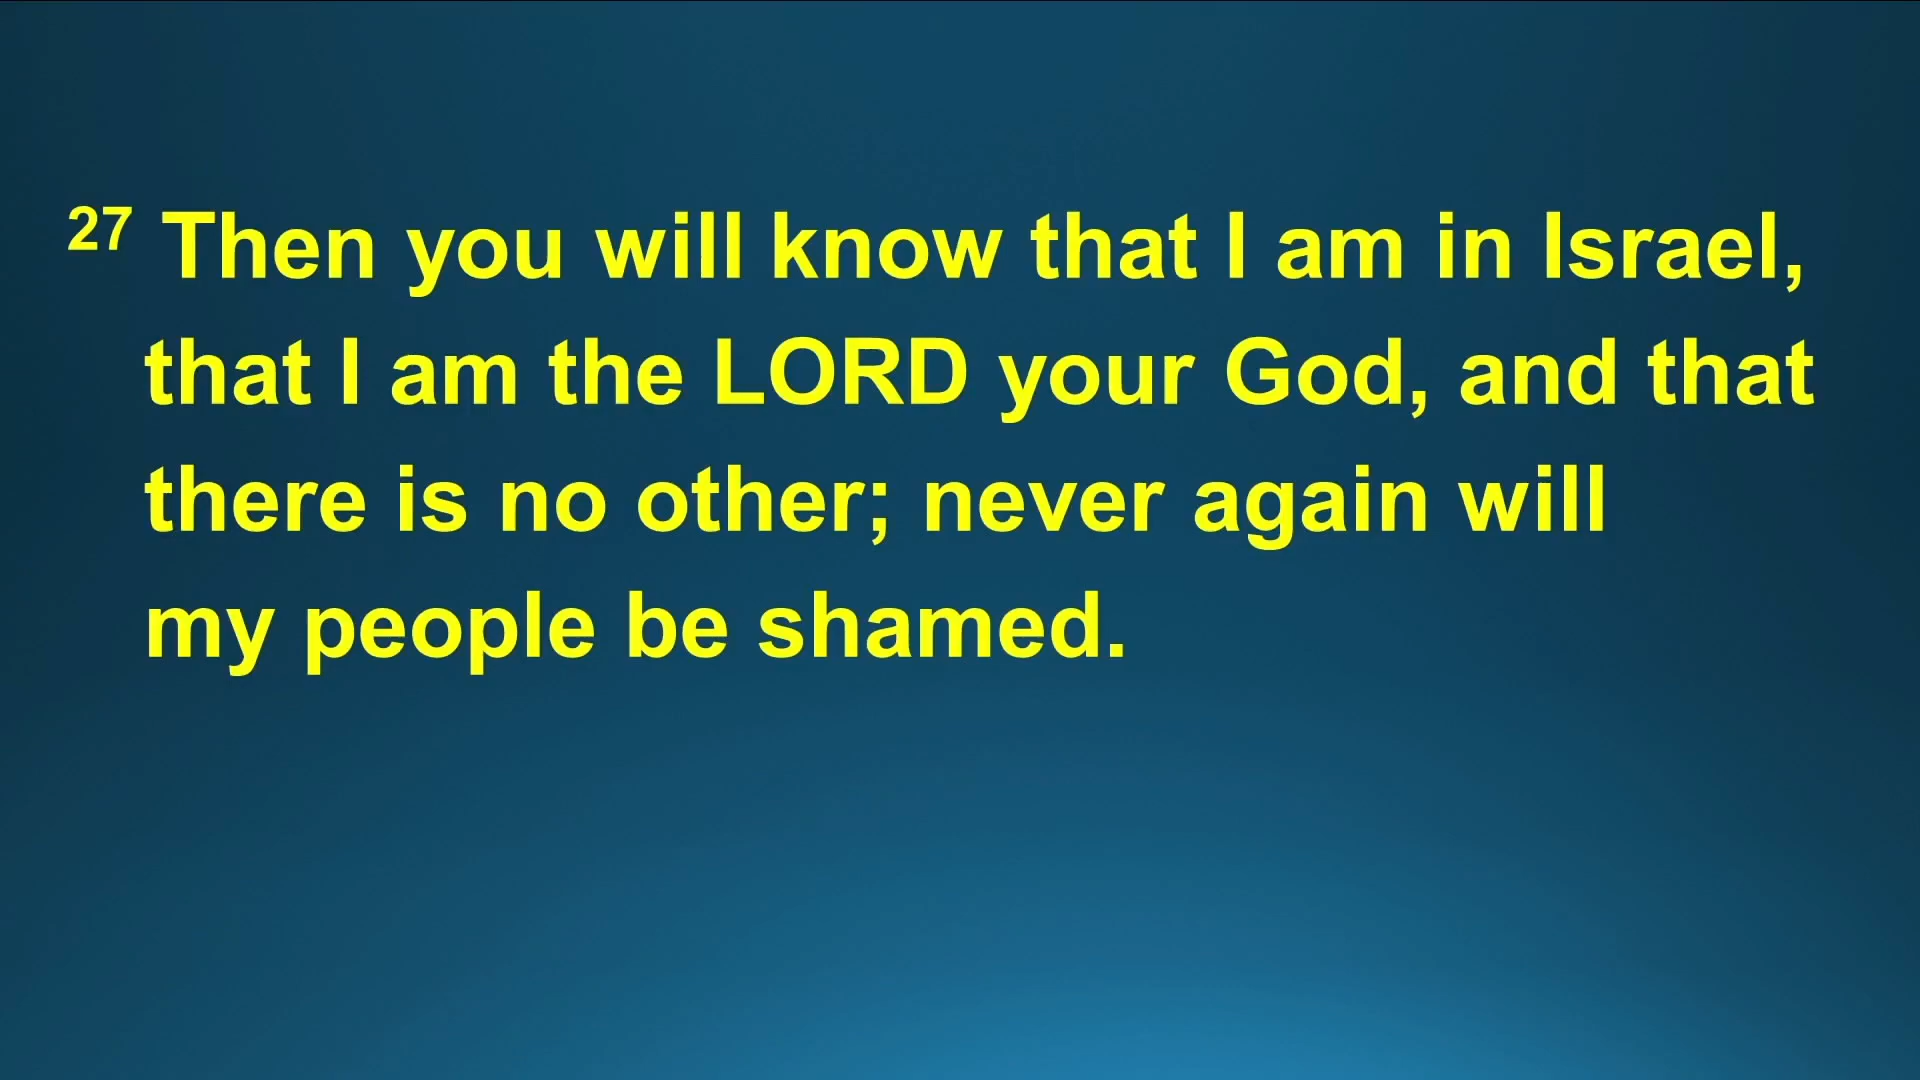 27 Then you will know that I am in Israel,
that I am the LORD your God, and that
there is no other; never again will
my people be shamed.